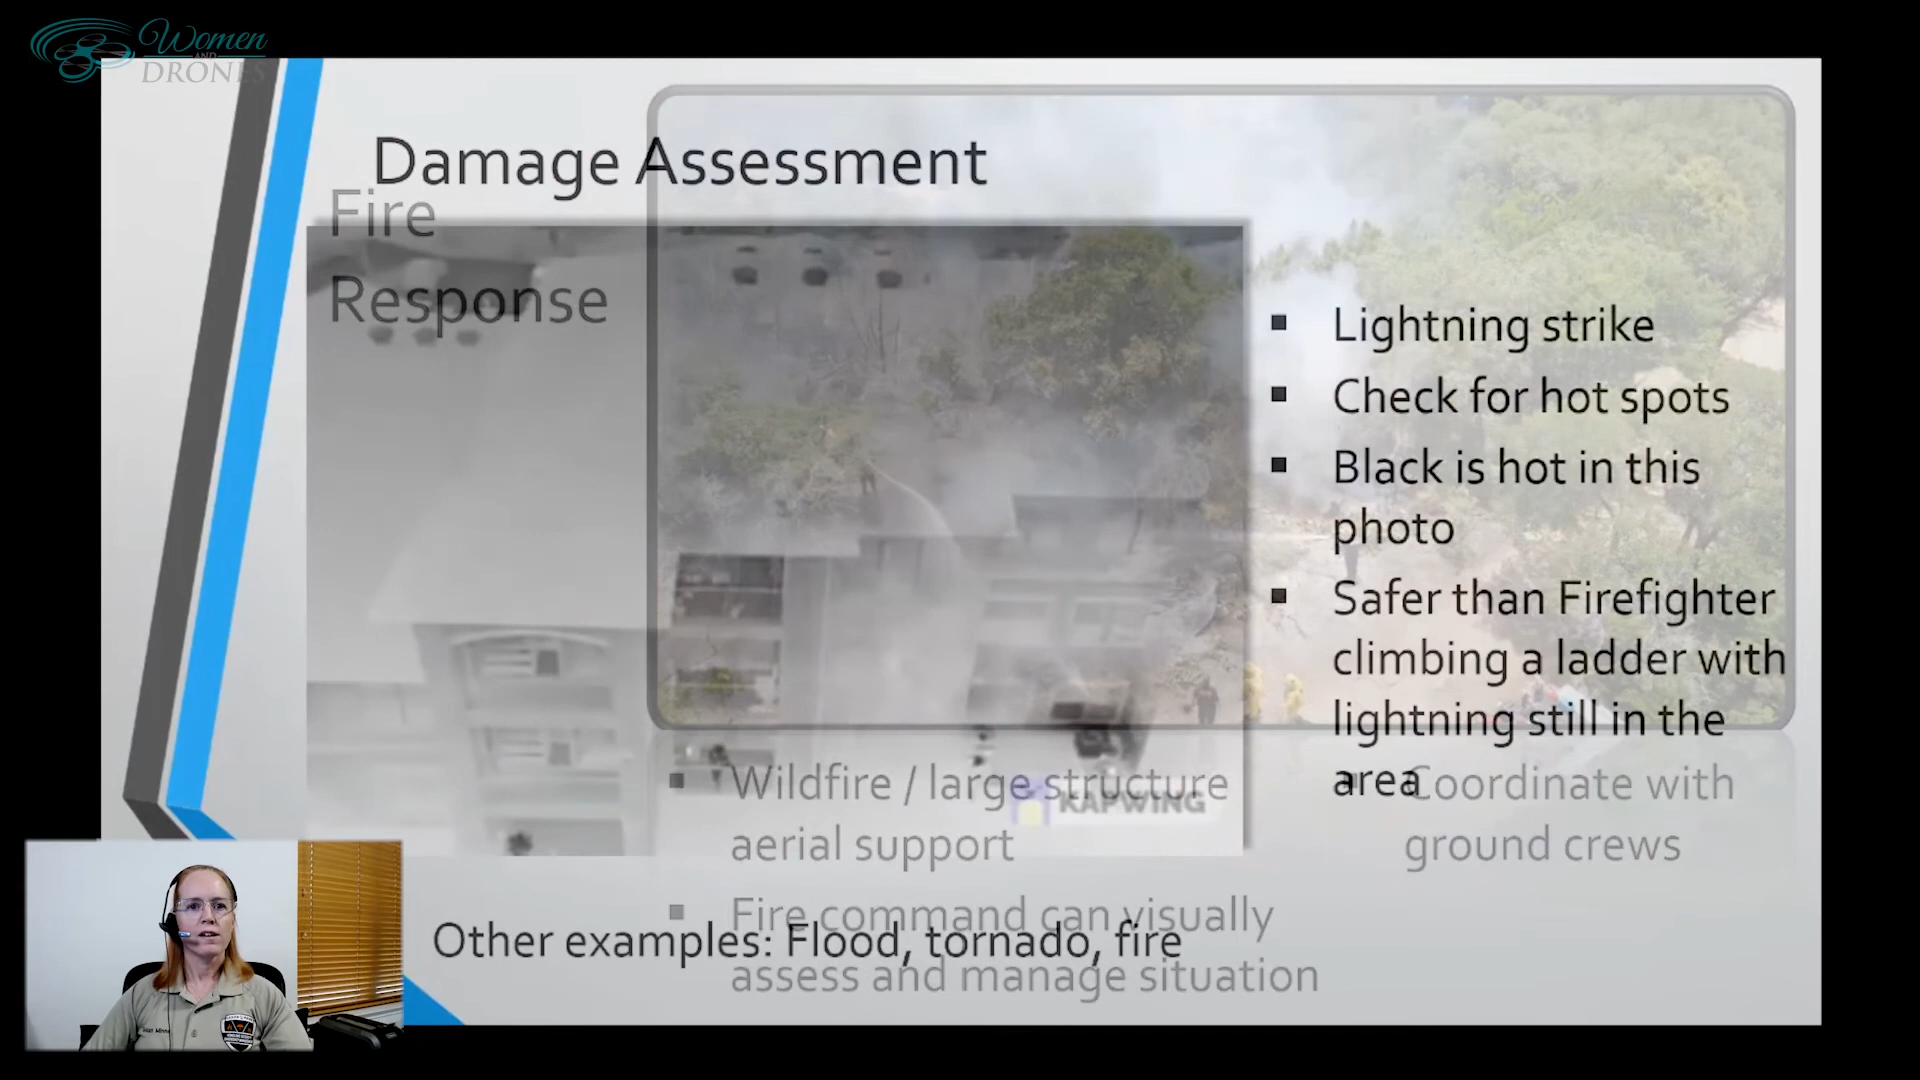 Women
AND
DRONES
Damage Assessment
Fire
Response
Lightning strike
Check for hot spots
Black is hot in this
photo
Safer than Firefighter
climbing a ladder with
lightning still in the
area
KAPWING
Wildfire / large structure
aerial support
Fire command can visually
assess and manage situation
Coordinate with
ground crews
Other examples: Flood, tornado, fire